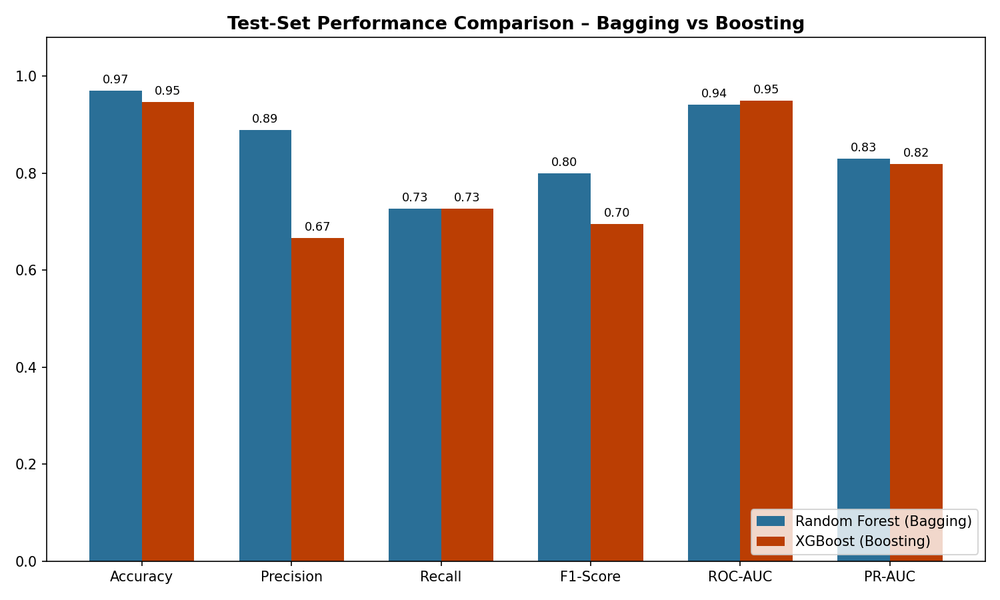 Test-Set Performance Comparison – Bagging vs Boosting
1.0
0.8
0.6
0.4
0.2
0.0
0.97
0.95
0.89
0.67
0.73
0.73
0.80
0.70
0.94
0.95
0.83
0.82
Random Forest (Bagging)
XGBoost (Boosting)
Accuracy
Precision
Recall
F1-Score
ROC-AUC
PR-AUC